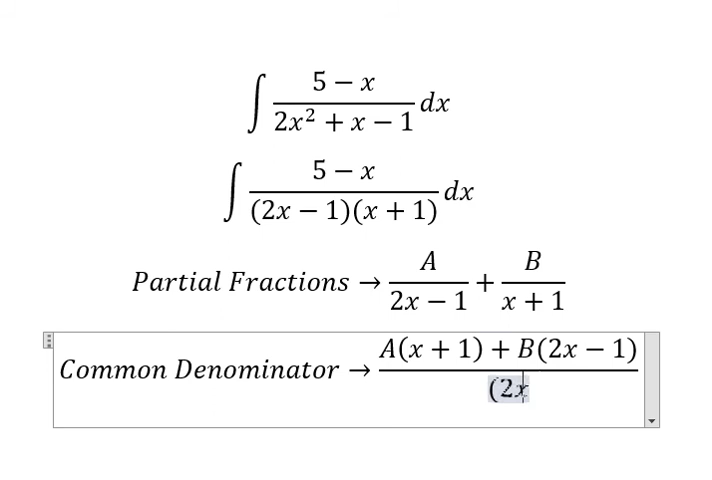 ∫ (5 − x)/(2x² + x − 1) dx
∫ (5 − x)/((2x − 1)(x + 1)) dx
Partial Fractions → A/(2x − 1) + B/(x + 1)
Common Denominator → (A(x + 1) + B(2x − 1))/(2x